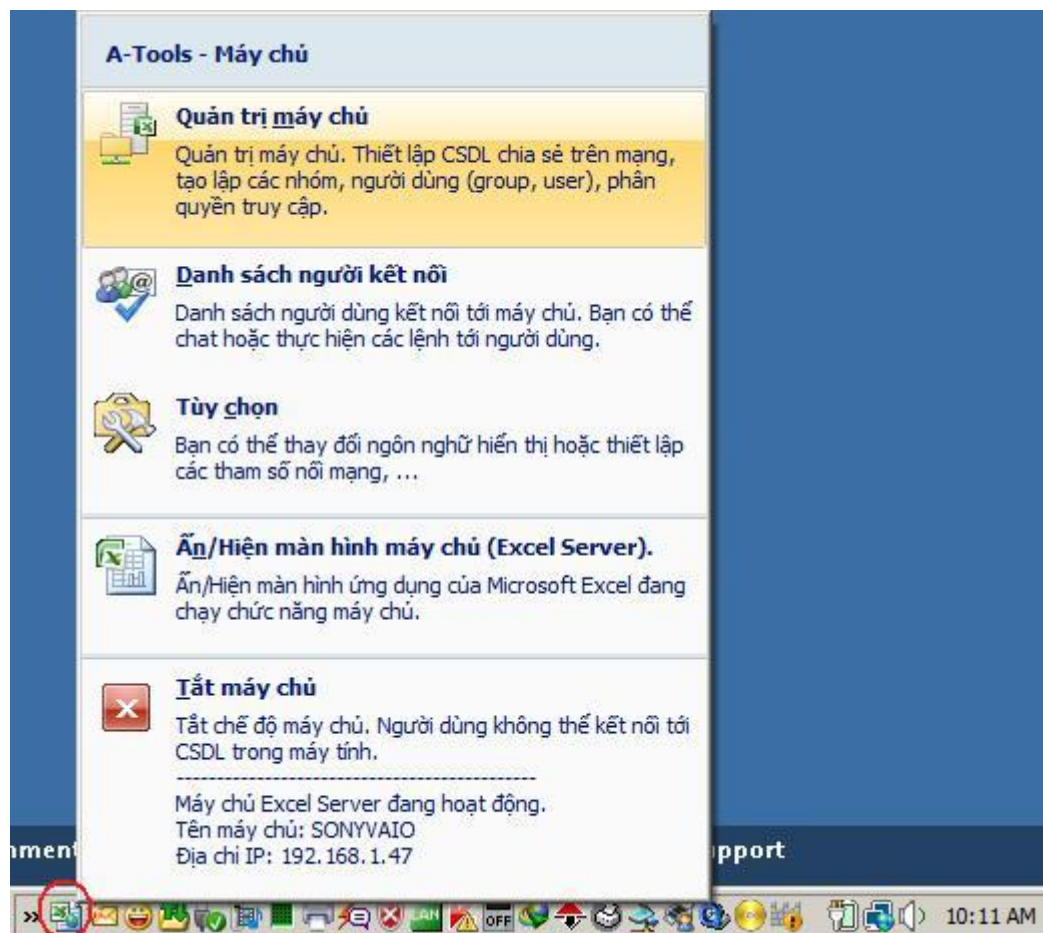 A-Tools - Máy chủ
Quản trị máy chủ
Quản trị máy chủ. Thiết lập CSDL chia sẻ trên mạng,
tạo lập các nhóm, người dùng (group, user), phân
quyền truy cập.
Danh sách người kết nối
Danh sách người dùng kết nối tới máy chủ. Bạn có thể
chat hoặc thực hiện các lệnh tới người dùng.
Tùy chọn
Bạn có thể thay đổi ngôn ngữ hiển thị hoặc thiết lập
các tham số nối mạng, ...
Ẩn/Hiện màn hình máy chủ (Excel Server).
Ẩn/Hiện màn hình ứng dụng của Microsoft Excel đang
chạy chức năng máy chủ.
Tắt máy chủ
Tắt chế độ máy chủ. Người dùng không thể kết nối tới
CSDL trong máy tính.
--------------------------------------------
Máy chủ Excel Server đang hoạt động.
Tên máy chủ: SONYVAIO
Địa chỉ IP: 192.168.1.47
» LAN OFF 10:11 AM